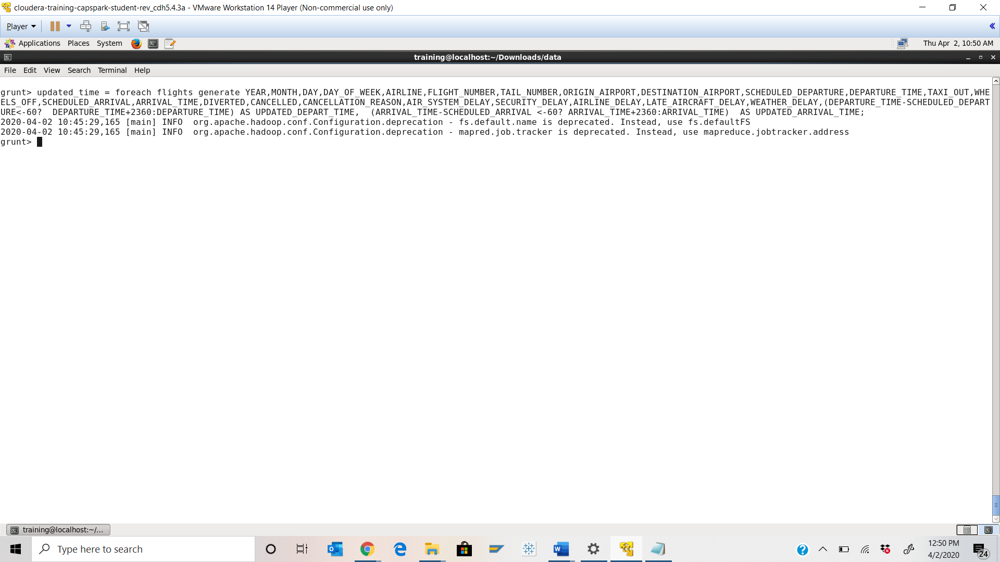 cloudera-training-capspark-student-rev_cdh5.4.3a - VMware Workstation 14 Player (Non-commercial use only)
Player
Applications Places System Thu Apr 2, 10:50 AM
training@localhost:~/Downloads/data
File Edit View Search Terminal Help
grunt> updated_time = foreach flights generate YEAR,MONTH,DAY,DAY_OF_WEEK,AIRLINE,FLIGHT_NUMBER,TAIL_NUMBER,ORIGIN_AIRPORT,DESTINATION_AIRPORT,SCHEDULED_DEPARTURE,DEPARTURE_TIME,TAXI_OUT,WHE
ELS_OFF,SCHEDULED_ARRIVAL,ARRIVAL_TIME,DIVERTED,CANCELLED,CANCELLATION_REASON,AIR_SYSTEM_DELAY,SECURITY_DELAY,AIRLINE_DELAY,LATE_AIRCRAFT_DELAY,WEATHER_DELAY,(DEPARTURE_TIME-SCHEDULED_DEPART
URE<-60?  DEPARTURE_TIME+2360:DEPARTURE_TIME) AS UPDATED_DEPART_TIME,  (ARRIVAL_TIME-SCHEDULED_ARRIVAL <-60? ARRIVAL_TIME+2360:ARRIVAL_TIME)  AS UPDATED_ARRIVAL_TIME;
2020-04-02 10:45:29,165 [main] INFO  org.apache.hadoop.conf.Configuration.deprecation - fs.default.name is deprecated. Instead, use fs.defaultFS
2020-04-02 10:45:29,165 [main] INFO  org.apache.hadoop.conf.Configuration.deprecation - mapred.job.tracker is deprecated. Instead, use mapreduce.jobtracker.address
grunt>
training@localhost:~/...
Type here to search
12:50 PM
4/2/2020
24